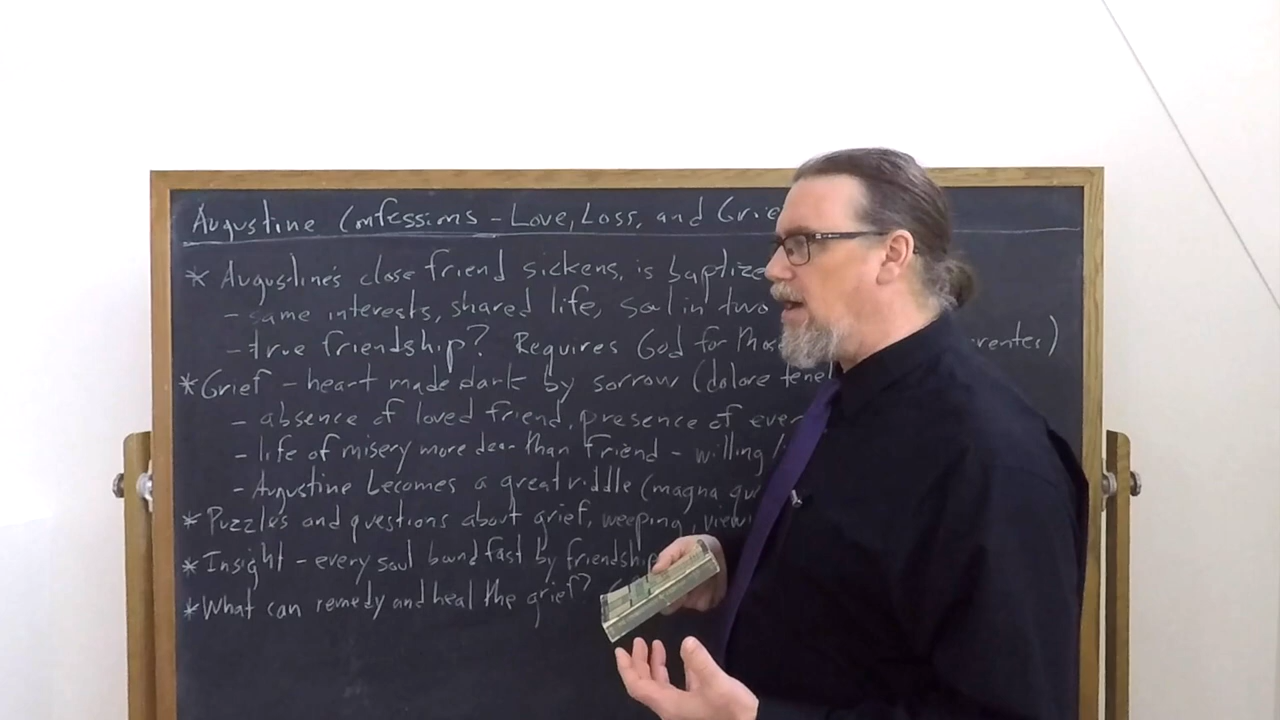 Augustine Confessions - Love, Loss, and Grie
* Augustine's close friend sickens, is baptize
- same interests, shared life, soul in two
- true friendship? Requires God for those rentes)
* Grief - heart made dark by sorrow (dolore tene
- absence of loved friend, presence of ever
- life of misery more dear than friend - willing
- Augustine becomes a great riddle (magna qu
* Puzzles and questions about grief, weeping, viewi
* Insight - every soul bound fast by friendship
* What can remedy and heal the grief?